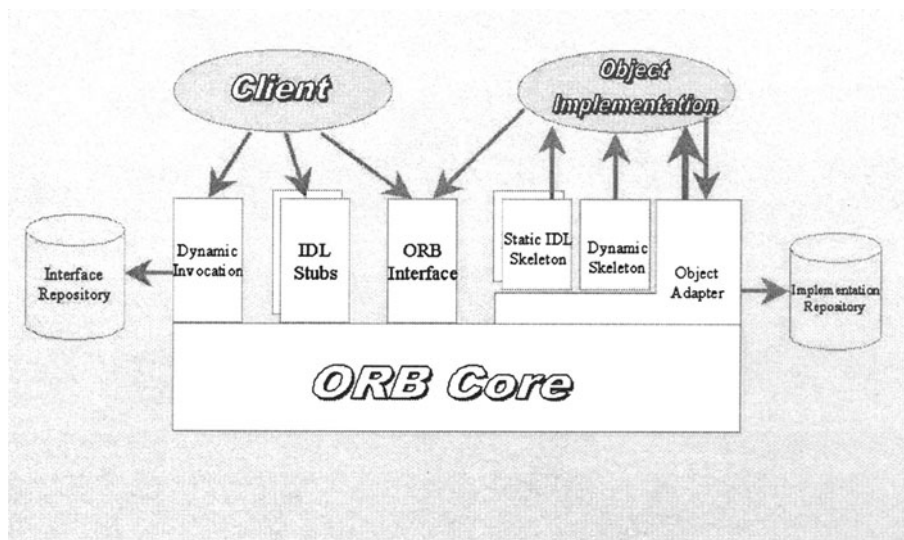 Client
Object
Implementation
Dynamic
Invocation
IDL
Stubs
ORB
Interface
Static IDL
Skeleton
Dynamic
Skeleton
Object
Adapter
Interface
Repository
Implementation
Repository
ORB Core